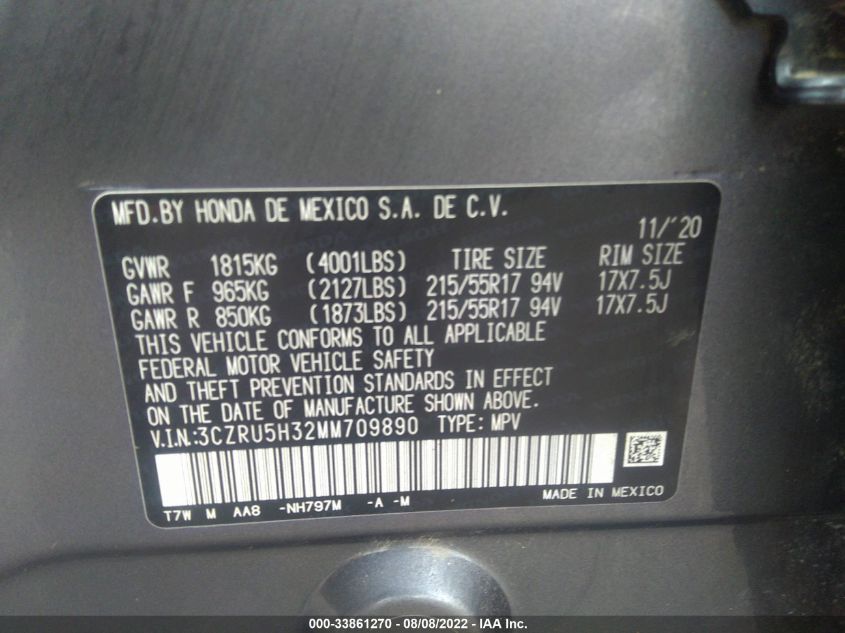 MFD.BY HONDA DE MEXICO S.A. DE C.V.
11/'20
GVWR 1815KG (4001LBS) TIRE SIZE RIM SIZE
GAWR F 965KG (2127LBS) 215/55R17 94V 17X7.5J
GAWR R 850KG (1873LBS) 215/55R17 94V 17X7.5J
THIS VEHICLE CONFORMS TO ALL APPLICABLE
FEDERAL MOTOR VEHICLE SAFETY
AND THEFT PREVENTION STANDARDS IN EFFECT
ON THE DATE OF MANUFACTURE SHOWN ABOVE.
V.I.N.:3CZRU5H32MM709890 TYPE: MPV
T7W M AA8 -NH797M -A -M MADE IN MEXICO
000-33861270 - 08/08/2022 - IAA Inc.